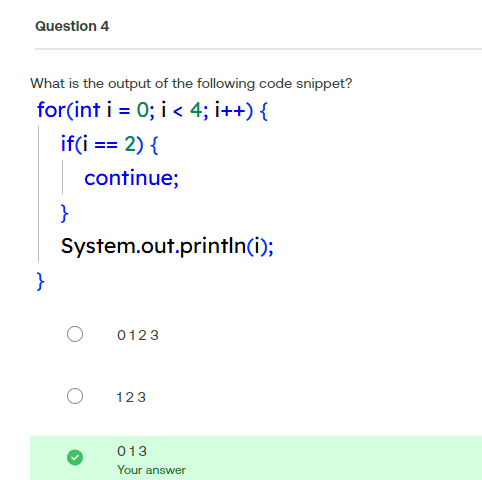 Question 4
What is the output of the following code snippet?
for(int i = 0; i < 4; i++) {
if(i == 2) {
continue;
}
System.out.println(i);
}
0 1 2 3
1 2 3
0 1 3
Your answer